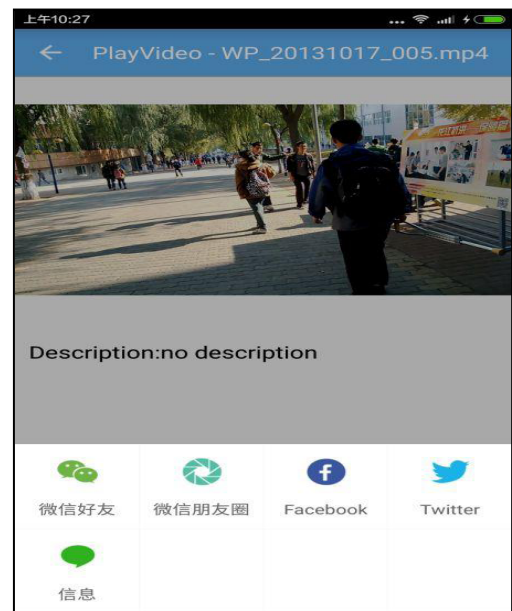 上午10:27
PlayVideo - WP_20131017_005.mp4
Description:no description
微信好友
微信朋友圈
Facebook
Twitter
信息